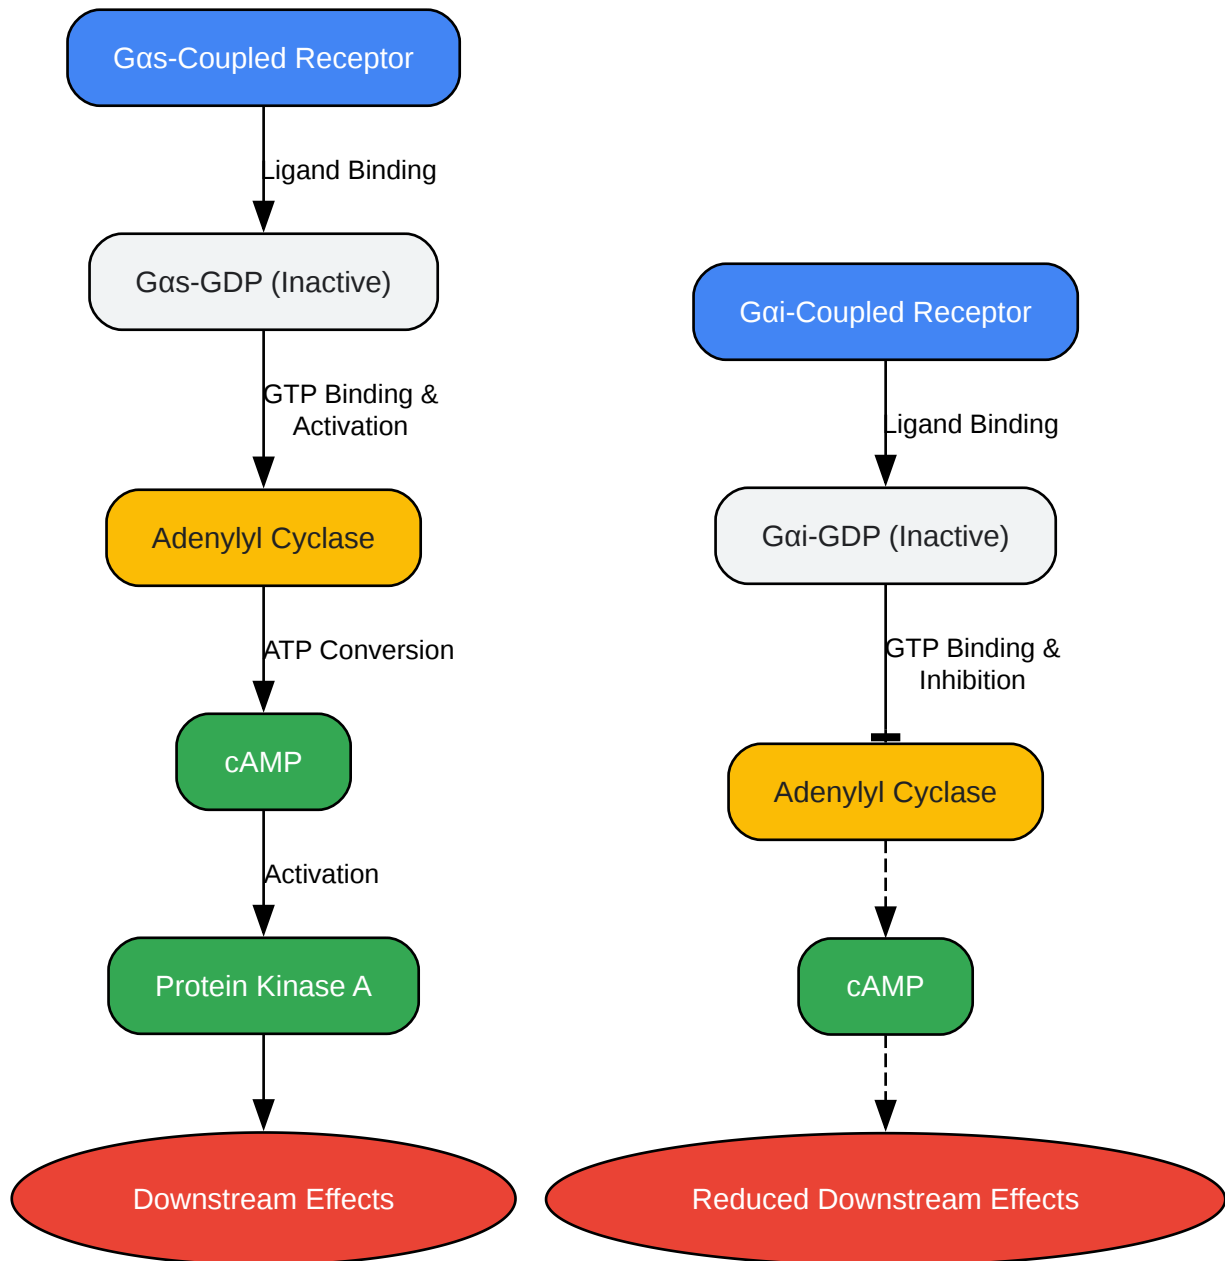 Gαs-Coupled Receptor
Ligand Binding
Gαs-GDP (Inactive)
GTP Binding &
Activation
Adenylyl Cyclase
ATP Conversion
cAMP
Activation
Protein Kinase A
Downstream Effects
Gαi-Coupled Receptor
Ligand Binding
Gαi-GDP (Inactive)
GTP Binding &
Inhibition
Adenylyl Cyclase
cAMP
Reduced Downstream Effects